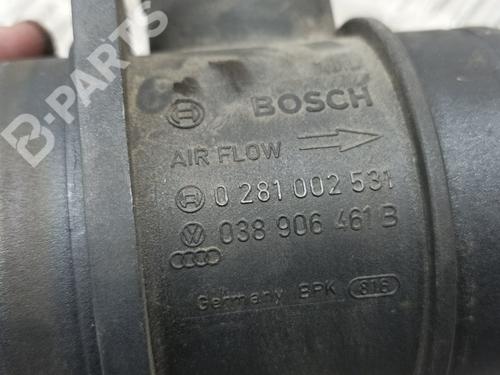 B-PARTS
BOSCH
AIR FLOW
0 281 002 531
038 906 461 B
Germany BPK 816